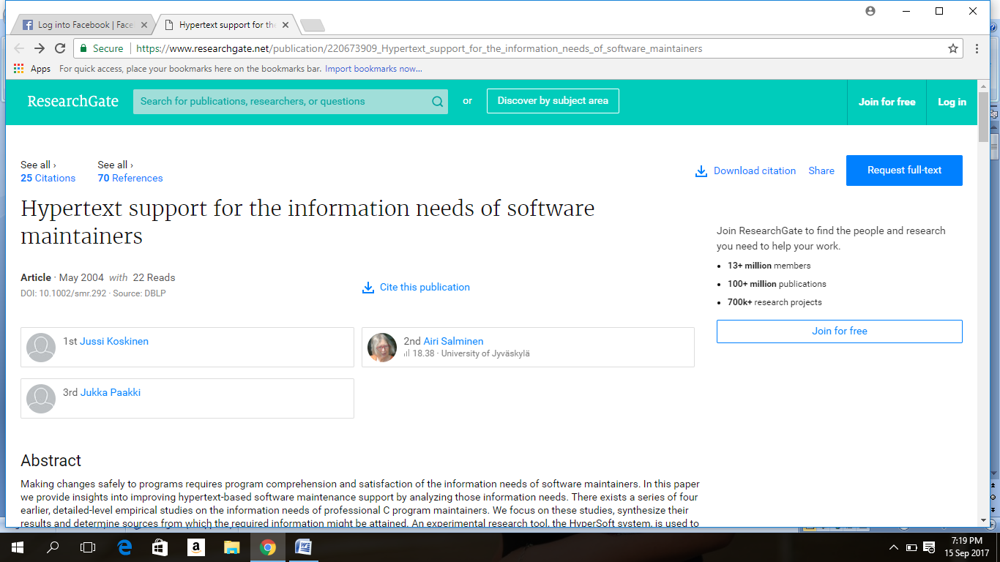 Log into Facebook | Face
Hypertext support for th
Secure
https://www.researchgate.net/publication/220673909_Hypertext_support_for_the_information_needs_of_software_maintainers
Apps For quick access, place your bookmarks here on the bookmarks bar. Import bookmarks now...
ResearchGate
Search for publications, researchers, or questions
or
Discover by subject area
Join for free
Log in
See all ›
25 Citations
See all ›
70 References
Download citation
Share
Request full-text
Hypertext support for the information needs of software
maintainers
Article · May 2004 with 22 Reads
DOI: 10.1002/smr.292 · Source: DBLP
Cite this publication
1st Jussi Koskinen
2nd Airi Salminen
18.38 · University of Jyväskylä
3rd Jukka Paakki
Join ResearchGate to find the people and research
you need to help your work.
13+ million members
100+ million publications
700k+ research projects
Join for free
Abstract
Making changes safely to programs requires program comprehension and satisfaction of the information needs of software maintainers. In this paper
we provide insights into improving hypertext-based software maintenance support by analyzing those information needs. There exists a series of four
earlier, detailed-level empirical studies on the information needs of professional C program maintainers. We focus on these studies, synthesize their
results and determine sources from which the required information might be attained. An experimental research tool, the HyperSoft system, is used to
7:19 PM
15 Sep 2017